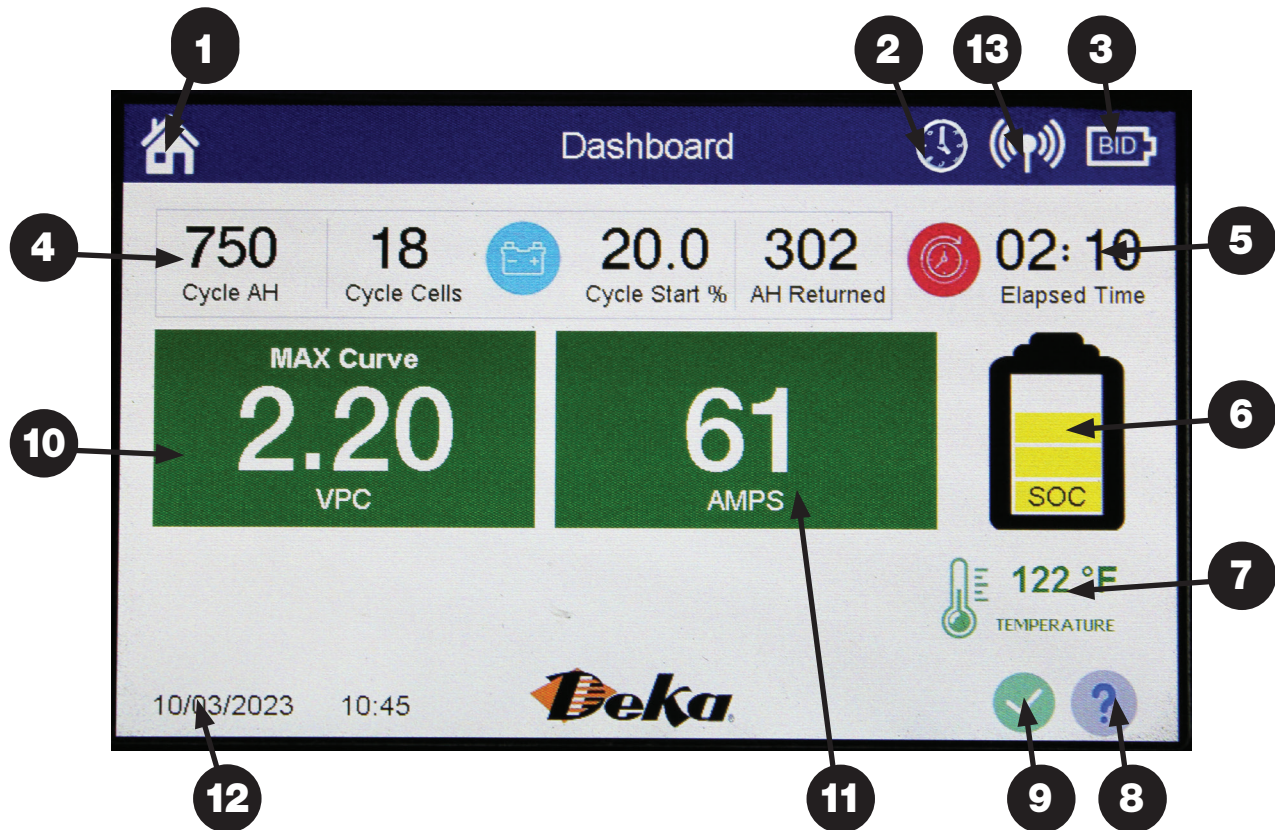 1
2
13
3
Dashboard
BID
4
750
18
20.0
302
02: 10
5
Cycle AH
Cycle Cells
Cycle Start %
AH Returned
Elapsed Time
MAX Curve
2.20
VPC
61
AMPS
6
SOC
10
7
122 °F
TEMPERATURE
10/03/2023
10:45
Deka
?
12
11
9
8